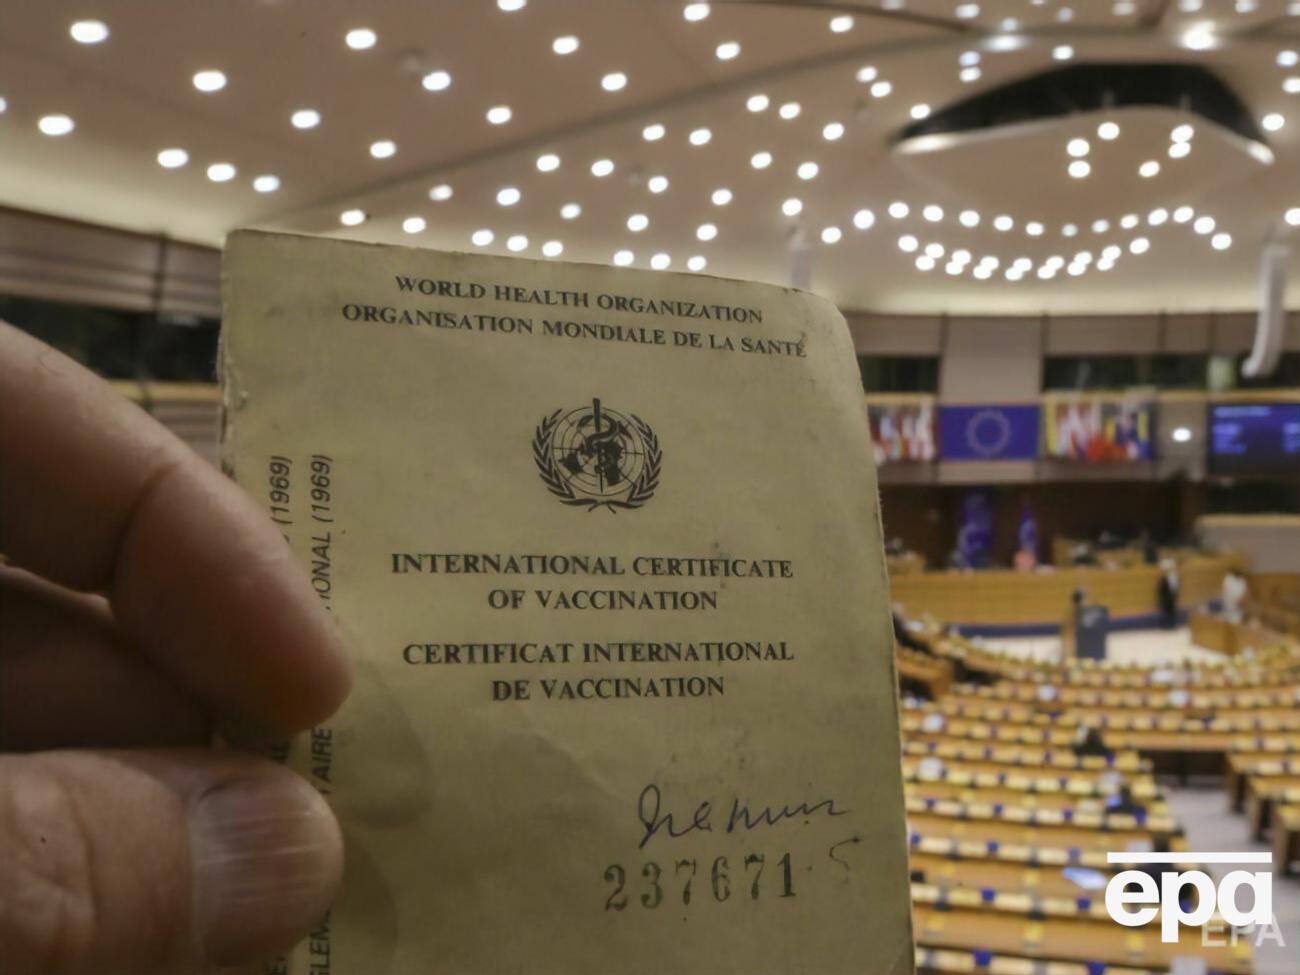 WORLD HEALTH ORGANIZATION
ORGANISATION MONDIALE DE LA SANTÉ
(1969)
IONAL (1969)
INTERNATIONAL CERTIFICATE
OF VACCINATION
CERTIFICAT INTERNATIONAL
DE VACCINATION
237671
epa
EPA